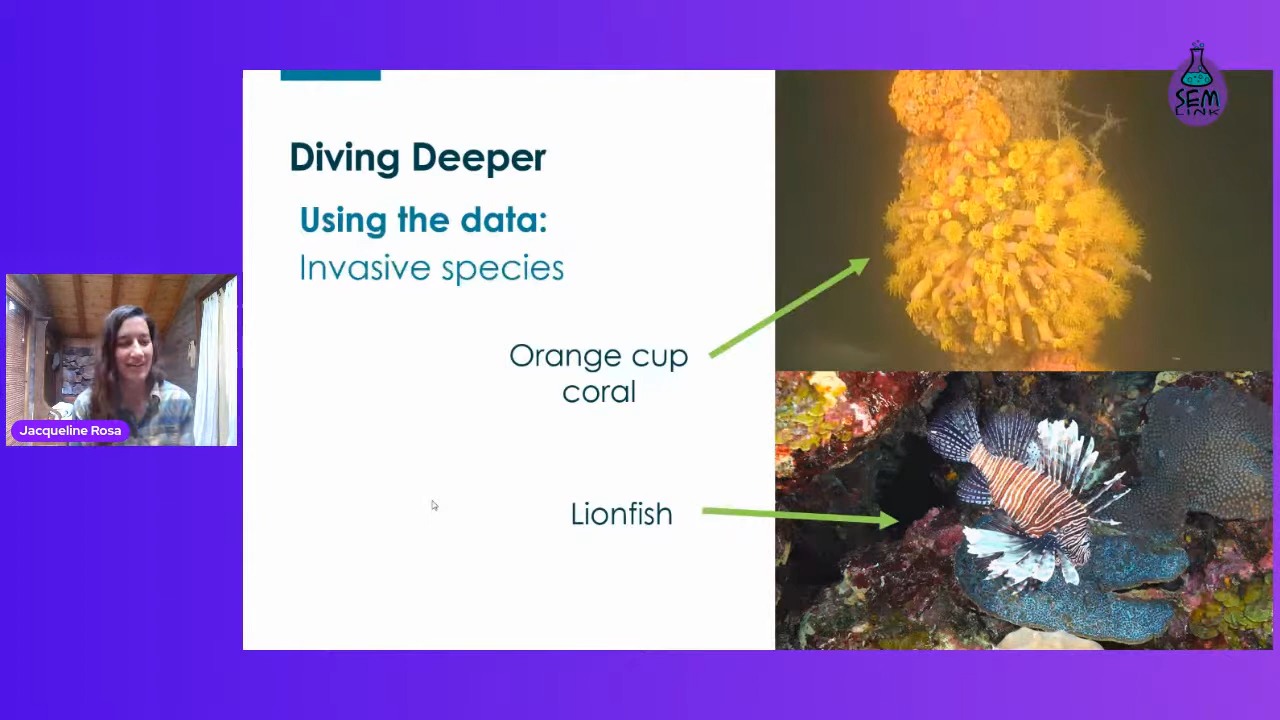 SEM
LINK
Diving Deeper
Using the data:
Invasive species
Orange cup
coral
Jacqueline Rosa
Lionfish